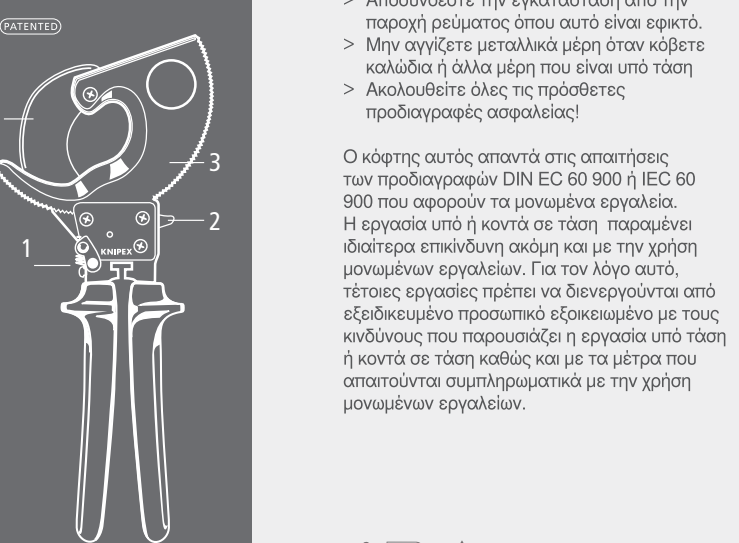 PATENTED
3
2
1
KNIPEX
> Αποσυνδέστε την εγκατάσταση από την
παροχή ρεύματος όπου αυτό είναι εφικτό.
> Μην αγγίζετε μεταλλικά μέρη όταν κόβετε
καλώδια ή άλλα μέρη που είναι υπό τάση
> Ακολουθείτε όλες τις πρόσθετες
προδιαγραφές ασφαλείας!
Ο κόφτης αυτός απαντά στις απαιτήσεις
των προδιαγραφών DIN EC 60 900 ή IEC 60
900 που αφορούν τα μονωμένα εργαλεία.
Η εργασία υπό ή κοντά σε τάση παραμένει
ιδιαίτερα επικίνδυνη ακόμη και με την χρήση
μονωμένων εργαλείων. Για τον λόγο αυτό,
τέτοιες εργασίες πρέπει να διενεργούνται από
εξειδικευμένο προσωπικό εξοικειωμένο με τους
κινδύνους που παρουσιάζει η εργασία υπό τάση
ή κοντά σε τάση καθώς και με τα μέτρα που
απαιτούνται συμπληρωματικά με την χρήση
μονωμένων εργαλείων.